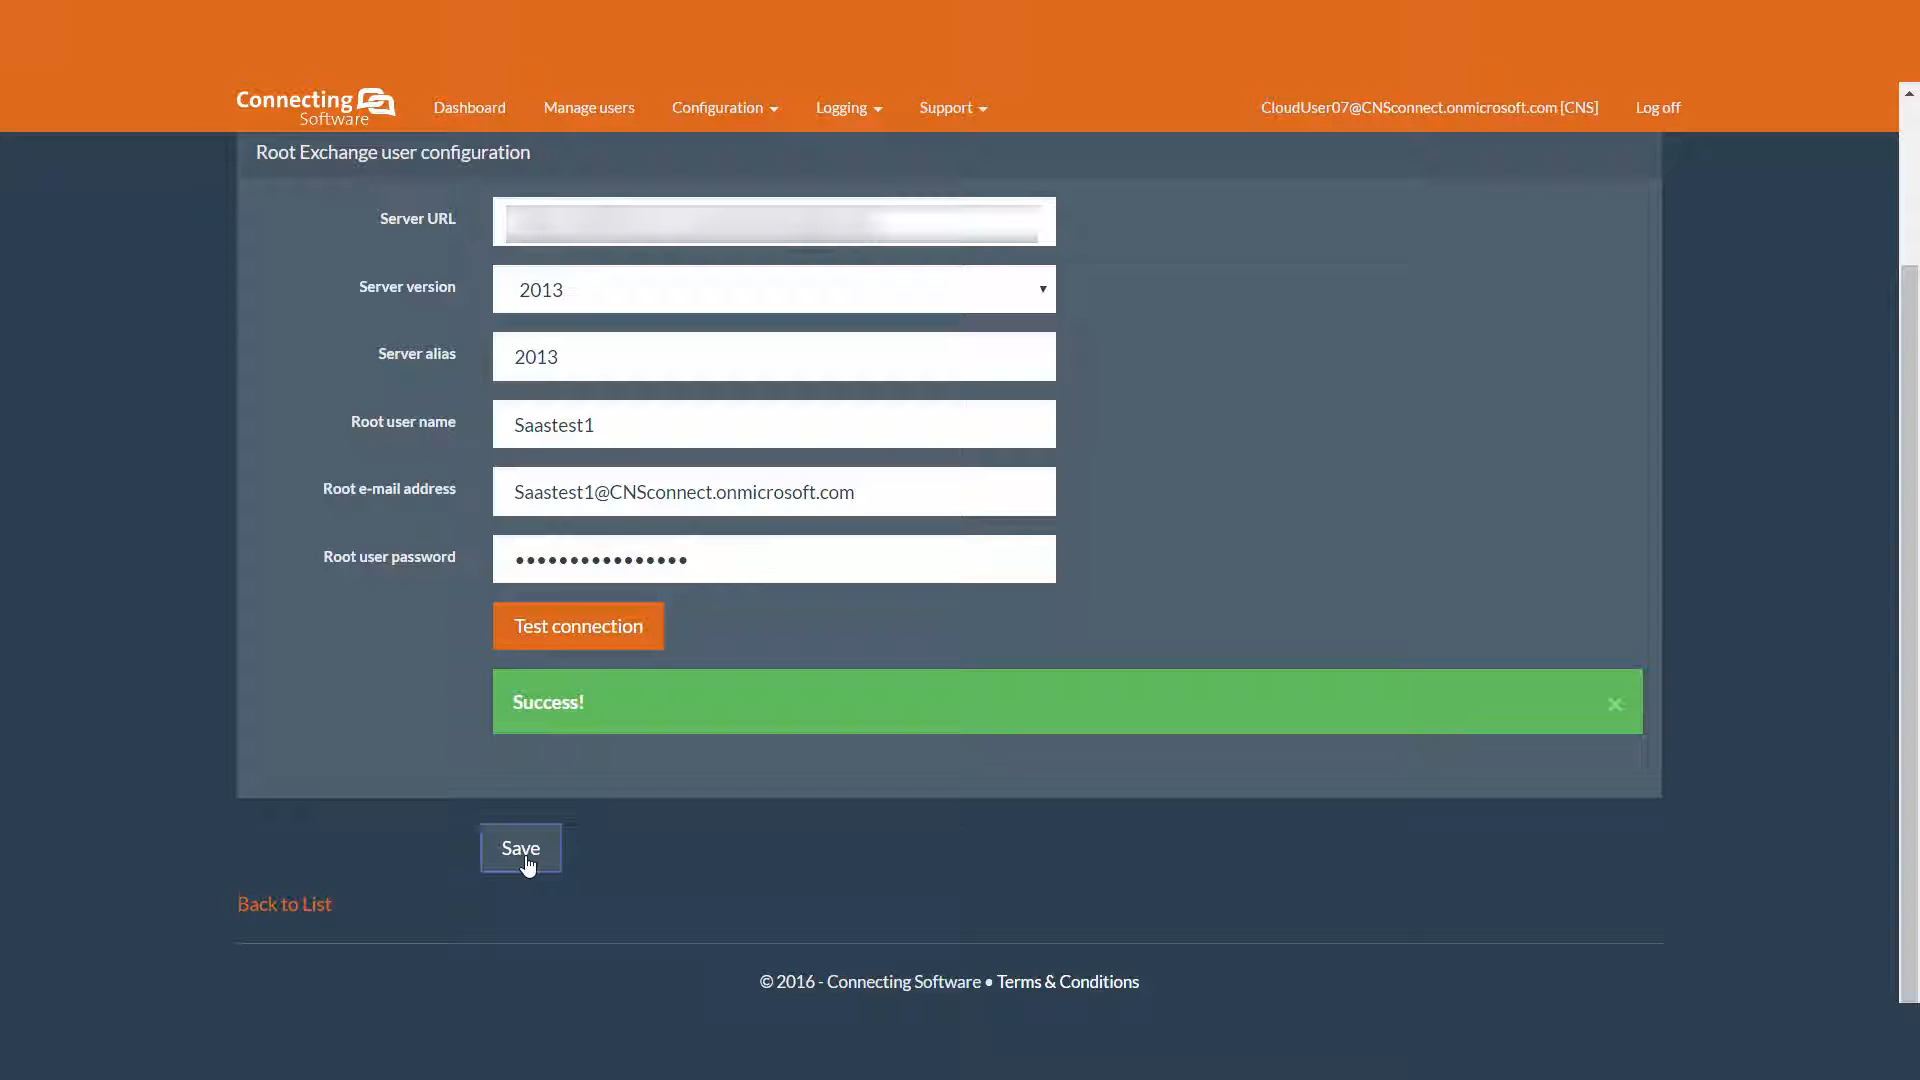 Connecting
Software
Dashboard
Manage users
Configuration
Logging
Support
CloudUser07@CNSconnect.onmicrosoft.com [CNS]
Log off
Root Exchange user configuration
Server URL
Server version
2013
Server alias
2013
Root user name
Saastest1
Root e-mail address
Saastest1@CNSconnect.onmicrosoft.com
Root user password
••••••••••••••••
Test connection
Success!
×
Save
Back to List
© 2016 - Connecting Software • Terms & Conditions